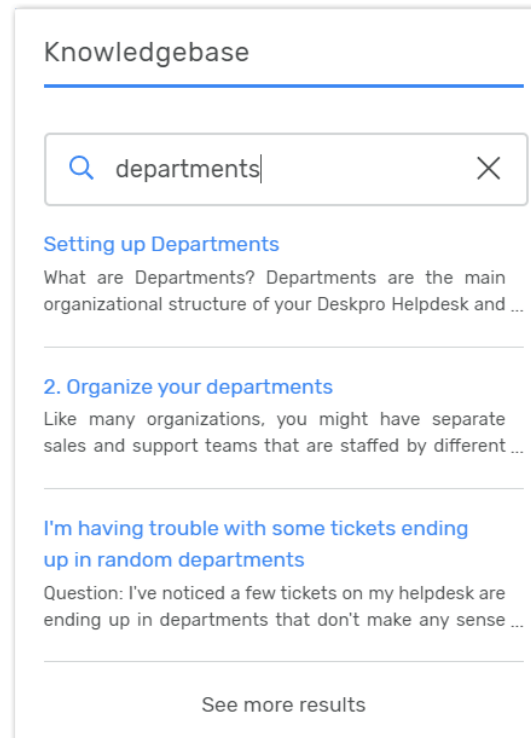 Knowledgebase
departments
Setting up Departments
What are Departments? Departments are the main
organizational structure of your Deskpro Helpdesk and ...
2. Organize your departments
Like many organizations, you might have separate
sales and support teams that are staffed by different ...
I'm having trouble with some tickets ending
up in random departments
Question: I've noticed a few tickets on my helpdesk are
ending up in departments that don't make any sense ...
See more results